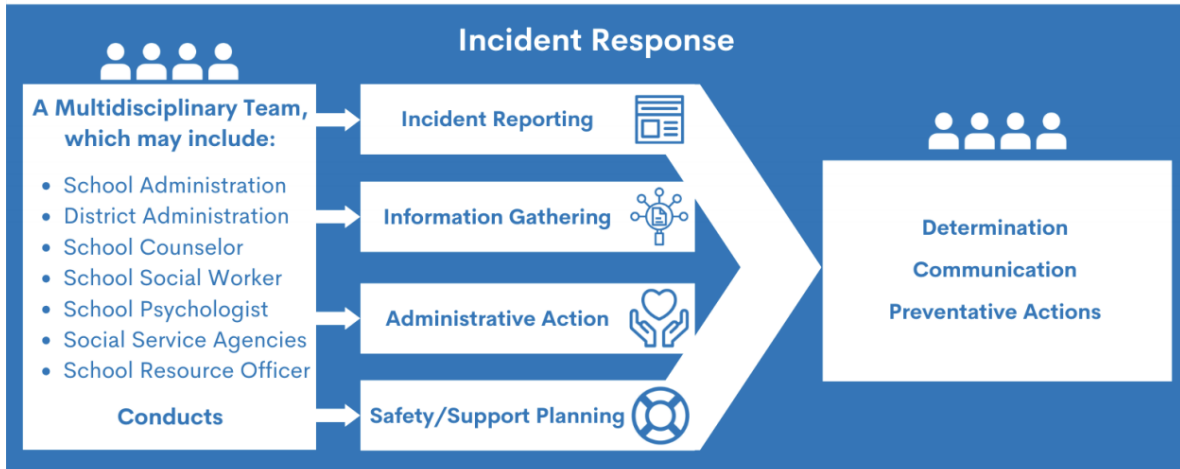 Incident Response
A Multidisciplinary Team,
which may include:
• School Administration
• District Administration
• School Counselor
• School Social Worker
• School Psychologist
• Social Service Agencies
• School Resource Officer
Conducts
Incident Reporting
Information Gathering
Administrative Action
Safety/Support Planning
Determination
Communication
Preventative Actions